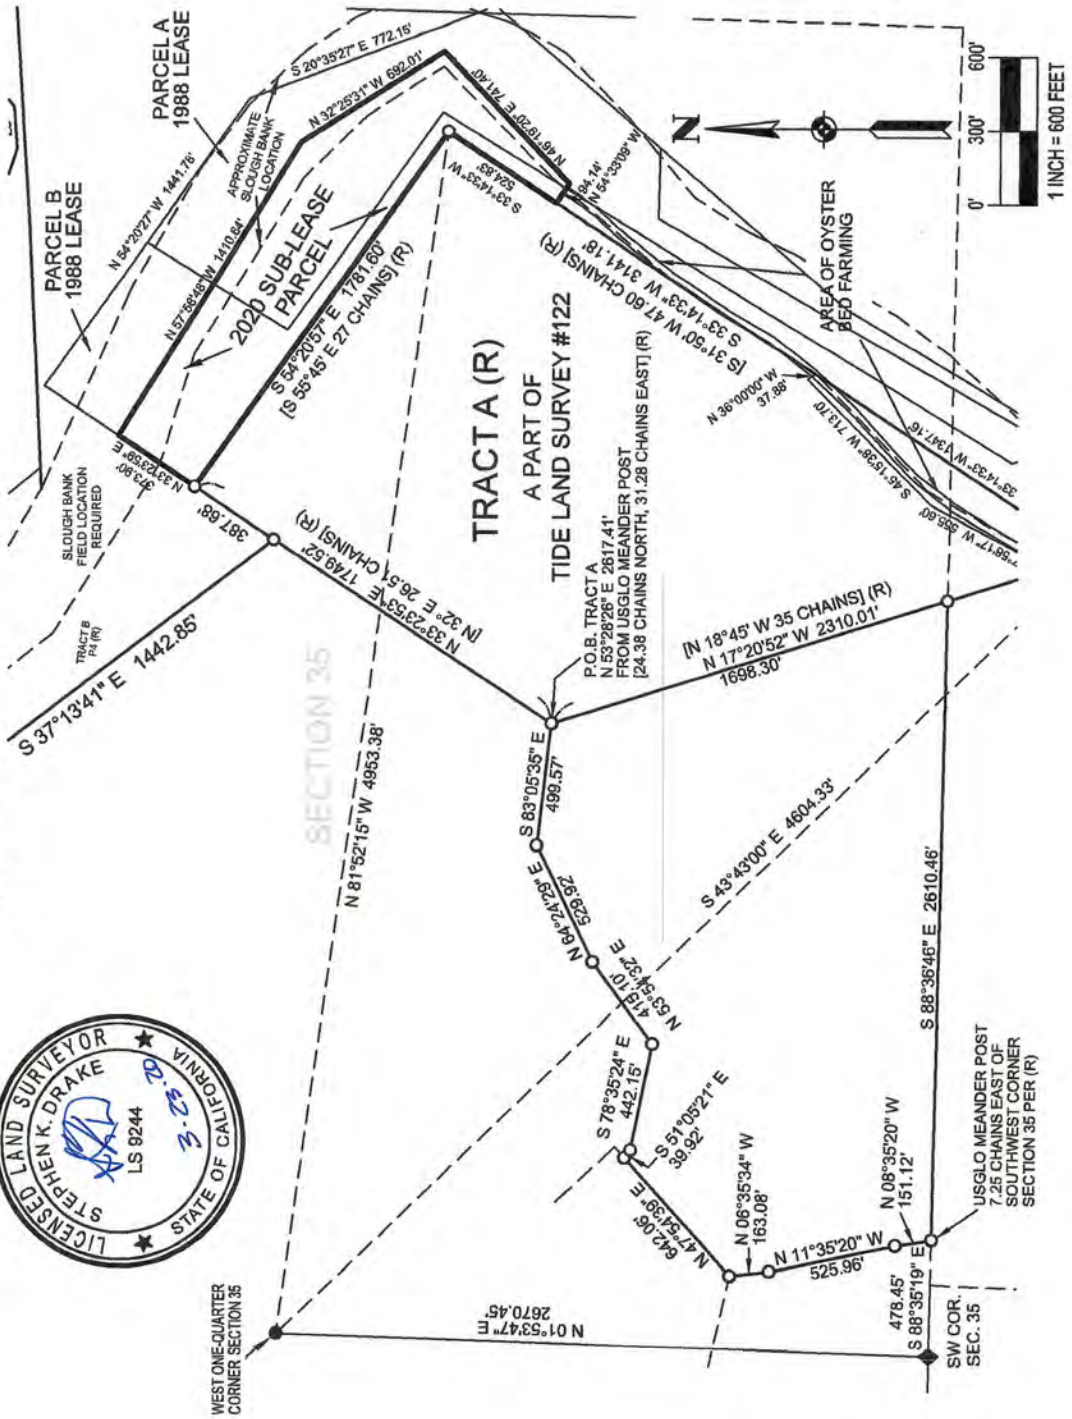 LICENSED LAND SURVEYOR
STEPHEN K. DRAKE
LS 9244
3-23-20
STATE OF CALIFORNIA
WEST ONE-QUARTER
CORNER SECTION 35
N 01°53'47" E
2670.45'
SW COR.
SEC. 35
478.45'
S 88°35'19" E
USGLO MEANDER POST
7.25 CHAINS EAST OF
SOUTHWEST CORNER
SECTION 35 PER (R)
N 08°35'20" W
151.12'
N 11°35'20" W
525.96'
N 06°35'34" W
163.08'
N 47°54'39" E
642.06'
S 51°05'21" E
39.92'
S 78°35'24" E
442.15'
N 53°54'32" E
415.10'
N 64°24'29" E
529.92'
S 83°05'35" E
499.57'
S 88°36'46" E 2610.46'
S 43°43'00" E 4604.33'
N 81°52'15" W 4953.38'
SECTION 35
S 37°13'41" E 1442.85'
TRACT B
P4 (R)
SLOUGH BANK
FIELD LOCATION
REQUIRED
PARCEL B
1988 LEASE
PARCEL A
1988 LEASE
N 54°20'27" W 1441.78'
S 20°35'27" E 772.15'
APPROXIMATE
SLOUGH BANK
LOCATION
N 57°58'48" W 1410.64'
N 32°25'31" W 692.01'
N 46°19'20" E 741.40'
2020 SUB-LEASE
PARCEL
S 54°20'57" E 1781.60'
[S 55°45' E 27 CHAINS] (R)
N 33°23'59" E
373.90'
387.68'
N 33°23'53" E 1749.52'
[N 32° E 26.51 CHAINS] (R)
S 33°14'33" W
524.83'
94.14'
N 54°33'09" W
TRACT A (R)
A PART OF
TIDE LAND SURVEY #122
P.O.B. TRACT A
N 53°28'26" E 2617.41'
FROM USGLO MEANDER POST
[24.38 CHAINS NORTH, 31.28 CHAINS EAST] (R)
[N 18°45' W 35 CHAINS] (R)
N 17°20'52" W 2310.01'
1698.30'
[S 31°50' W 47.60 CHAINS] (R)
S 33°14'33" W 3141.18'
N 36°00'00" W
37.88'
S 45°15'38" W 713.70'
33°14'33" W 1347.16'
555.60'
58'17" W
AREA OF OYSTER
BED FARMING
N
0' 300' 600'
1 INCH = 600 FEET